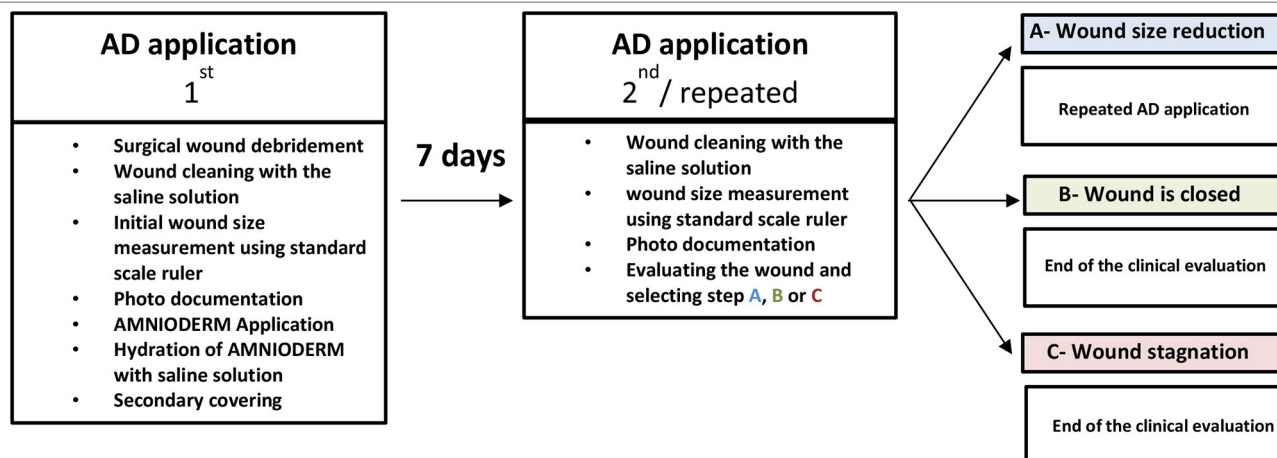 AD application
1st
• Surgical wound debridement
• Wound cleaning with the
saline solution
• Initial wound size
measurement using standard
scale ruler
• Photo documentation
• AMNIODERM Application
• Hydration of AMNIODERM
with saline solution
• Secondary covering
7 days
AD application
2nd/ repeated
• Wound cleaning with the
saline solution
• wound size measurement
using standard scale ruler
• Photo documentation
• Evaluating the wound and
selecting step A, B or C
A- Wound size reduction
Repeated AD application
B- Wound is closed
End of the clinical evaluation
C- Wound stagnation
End of the clinical evaluation